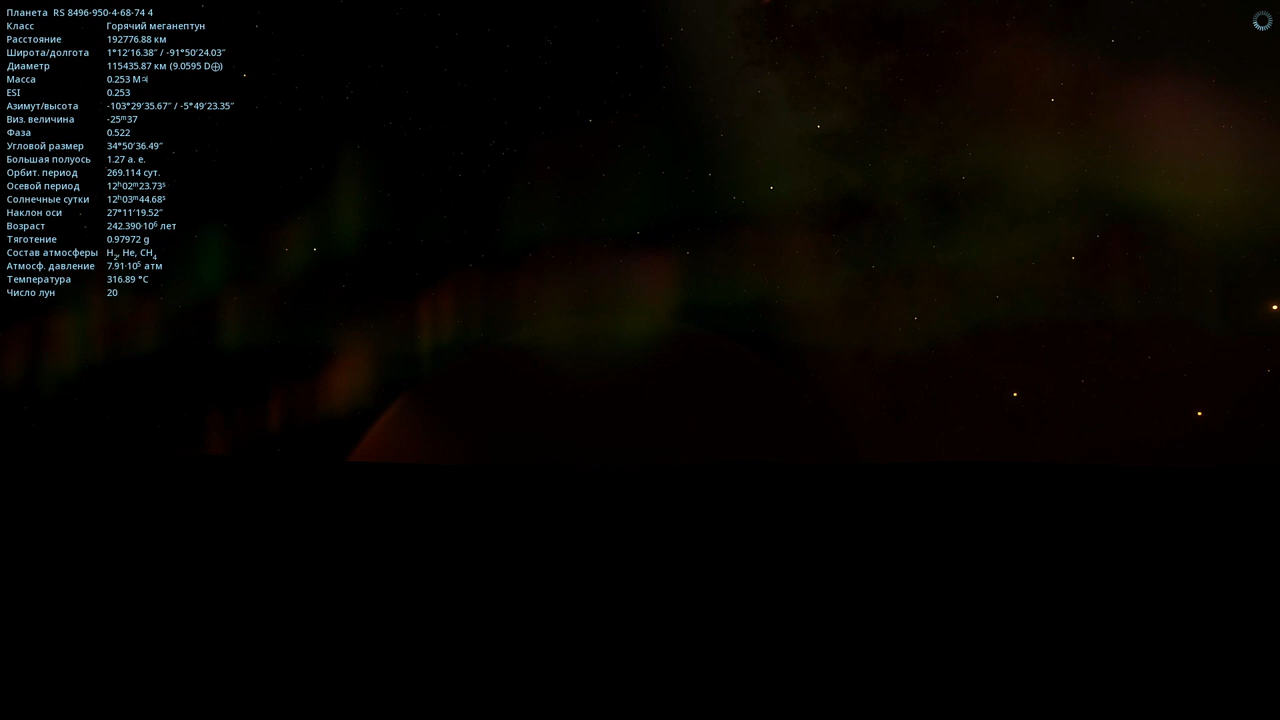 Планета RS 8496-950-4-68-74 4
Класс Горячий меганептун
Расстояние 192776.88 км
Широта/долгота 1°12′16.38″ / -91°50′24.03″
Диаметр 115435.87 км (9.0595 D⊕)
Масса 0.253 M♃
ESI 0.253
Азимут/высота -103°29′35.67″ / -5°49′23.35″
Виз. величина -25ᵐ37
Фаза 0.522
Угловой размер 34°50′36.49″
Большая полуось 1.27 а. е.
Орбит. период 269.114 сут.
Осевой период 12ʰ02ᵐ23.73ˢ
Солнечные сутки 12ʰ03ᵐ44.68ˢ
Наклон оси 27°11′19.52″
Возраст 242.390·10⁶ лет
Тяготение 0.97972 g
Состав атмосферы H₂, He, CH₄
Атмосф. давление 7.91·10⁵ атм
Температура 316.89 °C
Число лун 20